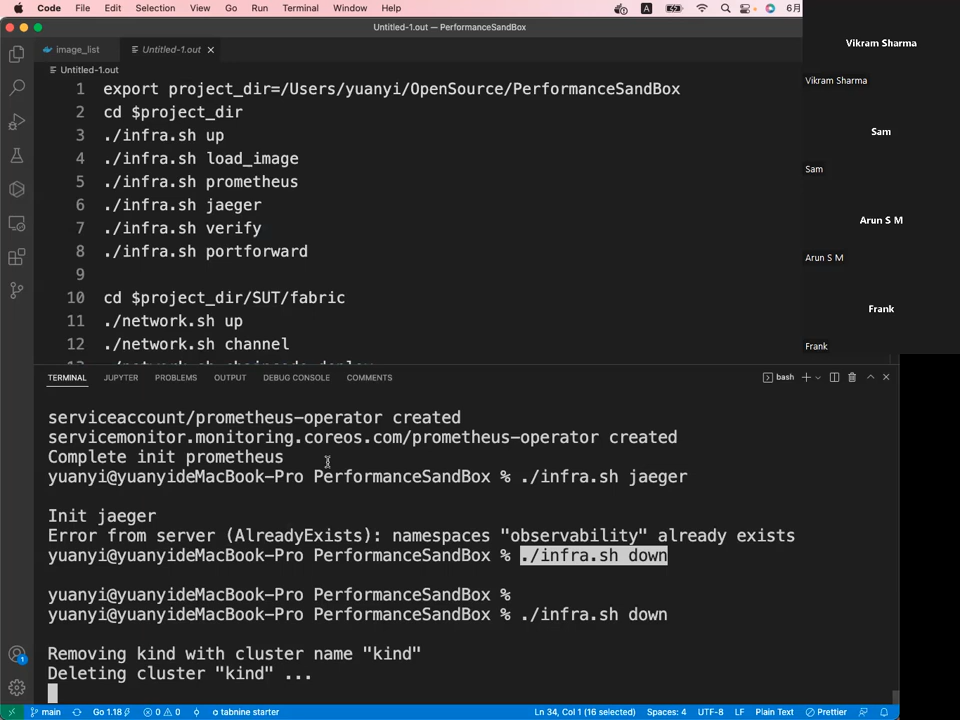 Code File Edit Selection View Go Run Terminal Window Help A 6月
Untitled-1.out — PerformanceSandBox
image_list Untitled-1.out
Untitled-1.out
1 export project_dir=/Users/yuanyi/OpenSource/PerformanceSandBox
2 cd $project_dir
3 ./infra.sh up
4 ./infra.sh load_image
5 ./infra.sh prometheus
6 ./infra.sh jaeger
7 ./infra.sh verify
8 ./infra.sh portforward
9
10 cd $project_dir/SUT/fabric
11 ./network.sh up
12 ./network.sh channel
Vikram Sharma
Vikram Sharma
Sam
Sam
Arun S M
Arun S M
Frank
Frank
TERMINAL JUPYTER PROBLEMS OUTPUT DEBUG CONSOLE COMMENTS bash
serviceaccount/prometheus-operator created
servicemonitor.monitoring.coreos.com/prometheus-operator created
Complete init prometheus
yuanyi@yuanyideMacBook-Pro PerformanceSandBox % ./infra.sh jaeger
Init jaeger
Error from server (AlreadyExists): namespaces "observability" already exists
yuanyi@yuanyideMacBook-Pro PerformanceSandBox % ./infra.sh down
yuanyi@yuanyideMacBook-Pro PerformanceSandBox %
yuanyi@yuanyideMacBook-Pro PerformanceSandBox % ./infra.sh down
Removing kind with cluster name "kind"
Deleting cluster "kind" ...
1
main Go 1.18 0 0 tabnine starter Ln 34, Col 1 (16 selected) Spaces: 4 UTF-8 LF Plain Text Prettier